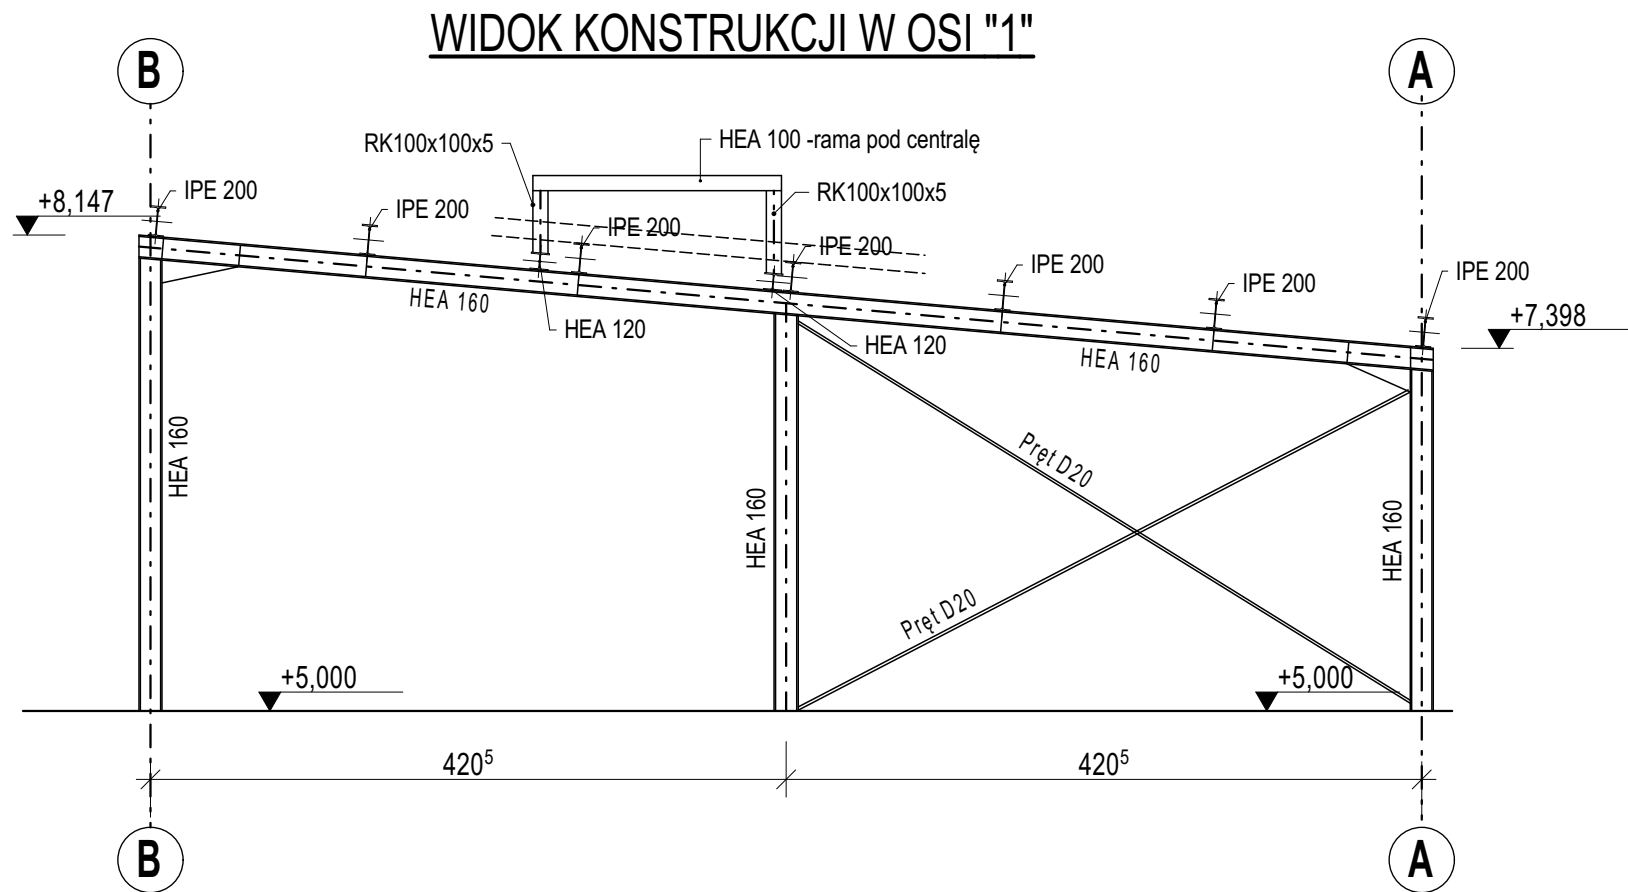 WIDOK KONSTRUKCJI W OSI "1"
B
A
RK100x100x5
HEA 100 -rama pod centralę
+8,147
IPE 200
IPE 200
RK100x100x5
IPE 200
IPE 200
IPE 200
IPE 200
IPE 200
+7,398
HEA 160
HEA 120
HEA 120
HEA 160
HEA 160
Pręt D20
HEA 160
HEA 160
Pręt D20
+5,000
+5,000
420⁵
420⁵
B
A